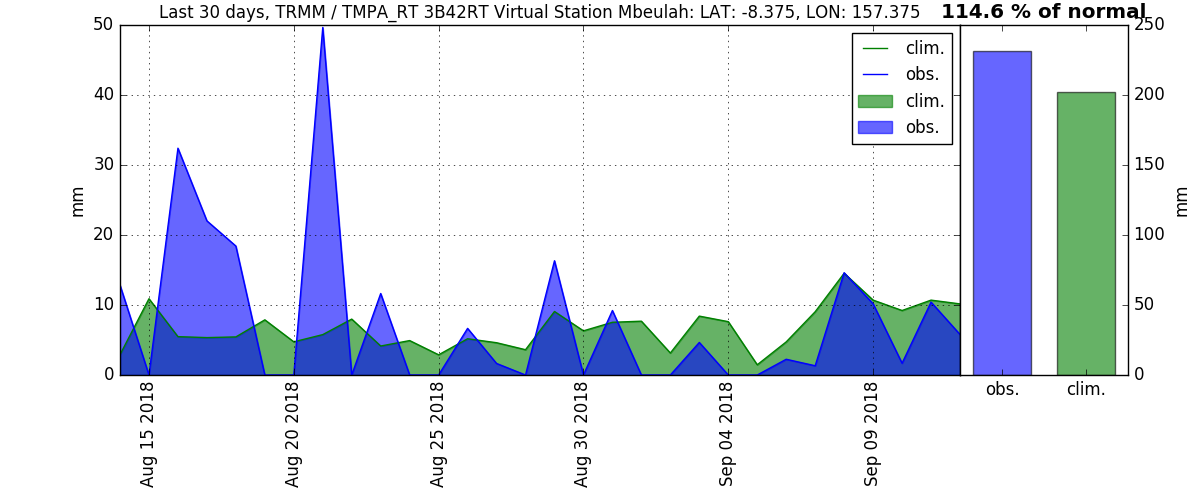 Last 30 days, TRMM / TMPA_RT 3B42RT Virtual Station Mbeulah: LAT: -8.375, LON: 157.375
114.6 % of normal
50
40
30
20
10
0
mm
clim.
obs.
clim.
obs.
250
200
150
100
50
0
mm
Aug 15 2018
Aug 20 2018
Aug 25 2018
Aug 30 2018
Sep 04 2018
Sep 09 2018
obs.
clim.